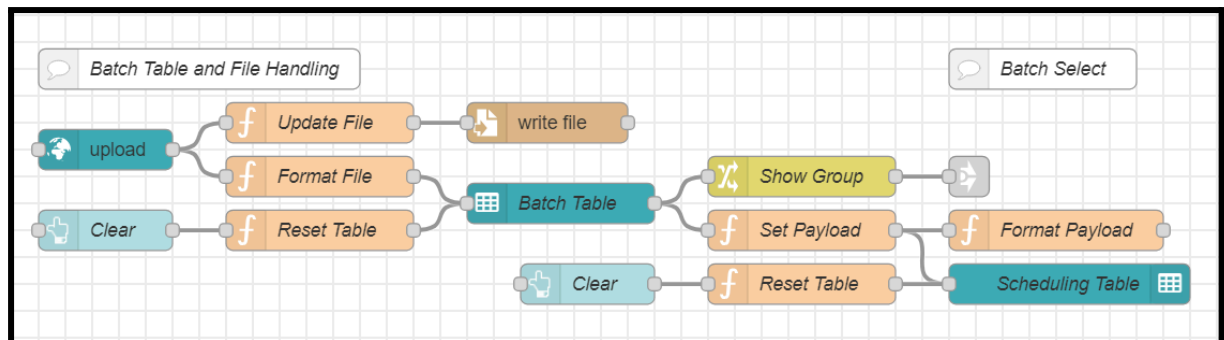 Batch Table and File Handling
Batch Select
Update File
write file
upload
Format File
Show Group
Batch Table
Clear
Reset Table
Set Payload
Format Payload
Clear
Reset Table
Scheduling Table